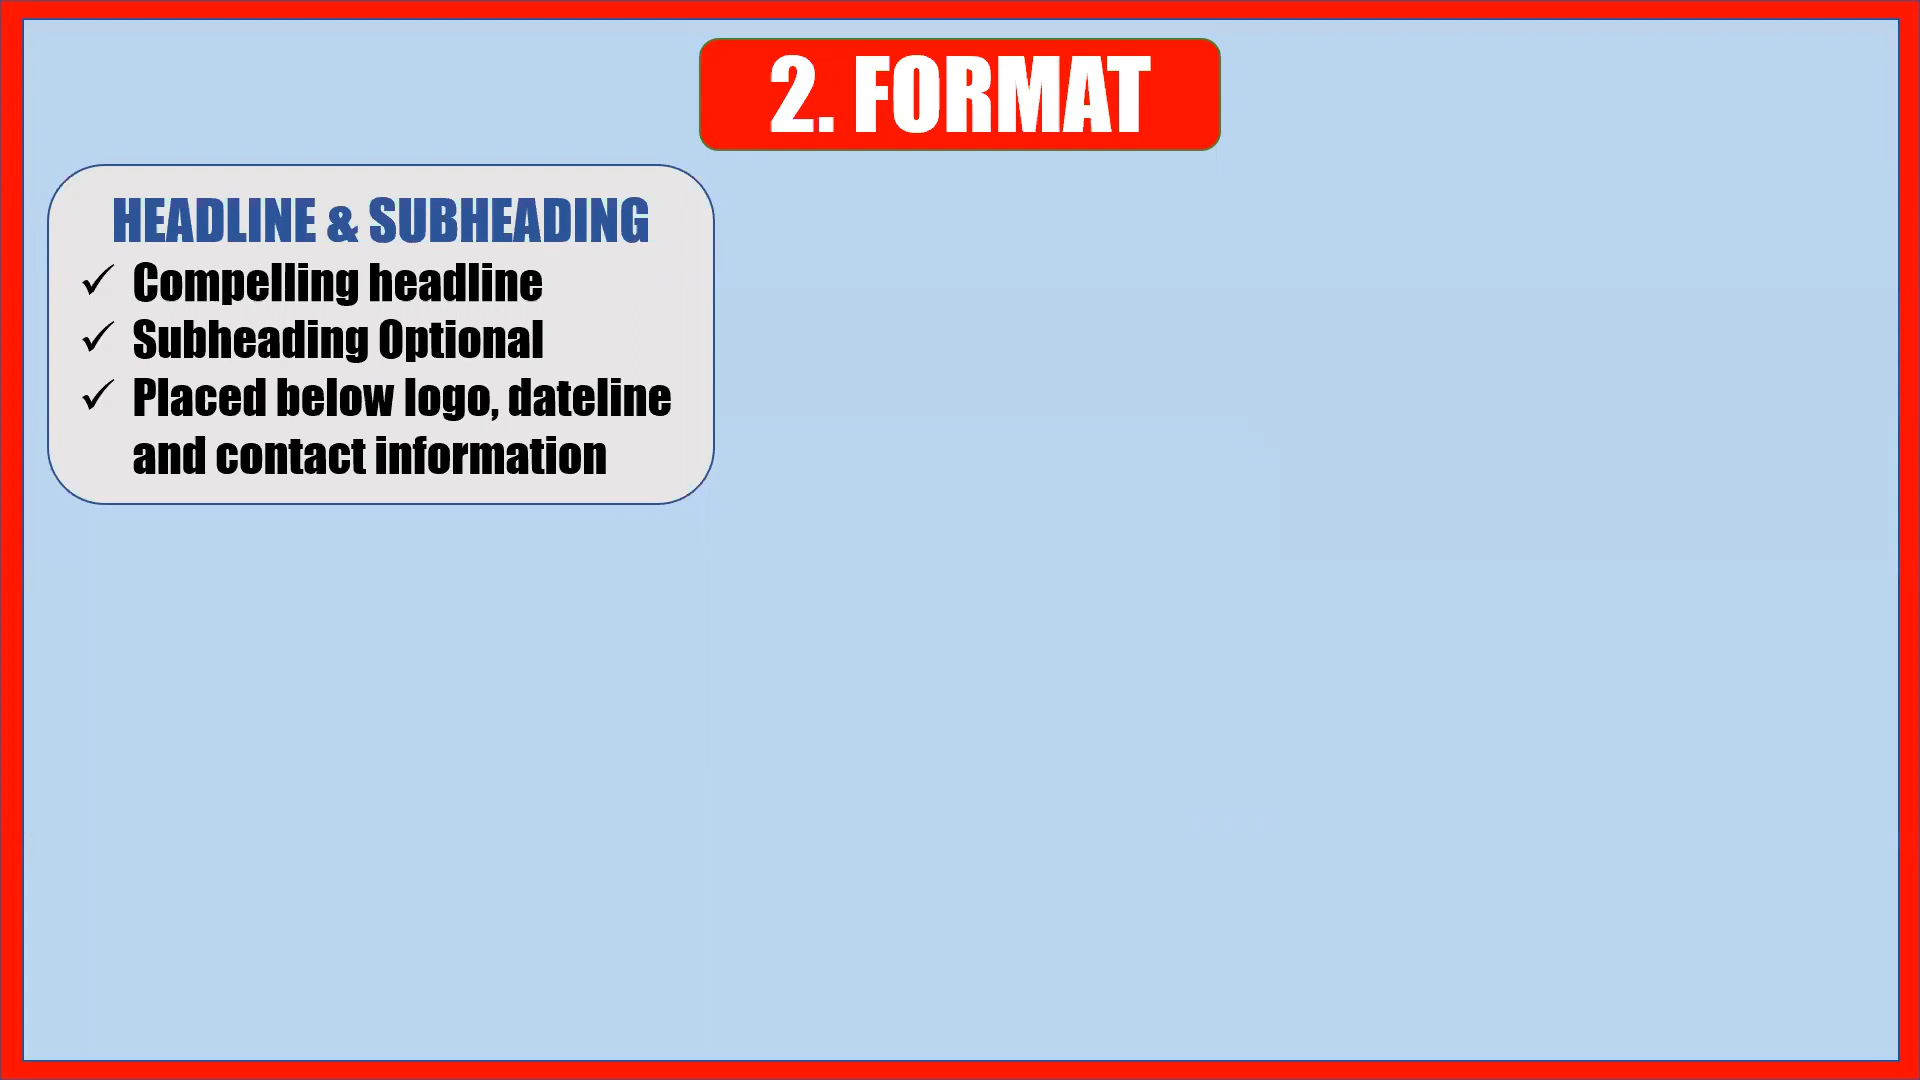 2. FORMAT
HEADLINE & SUBHEADING
✓ Compelling headline
✓ Subheading Optional
✓ Placed below logo, dateline
and contact information